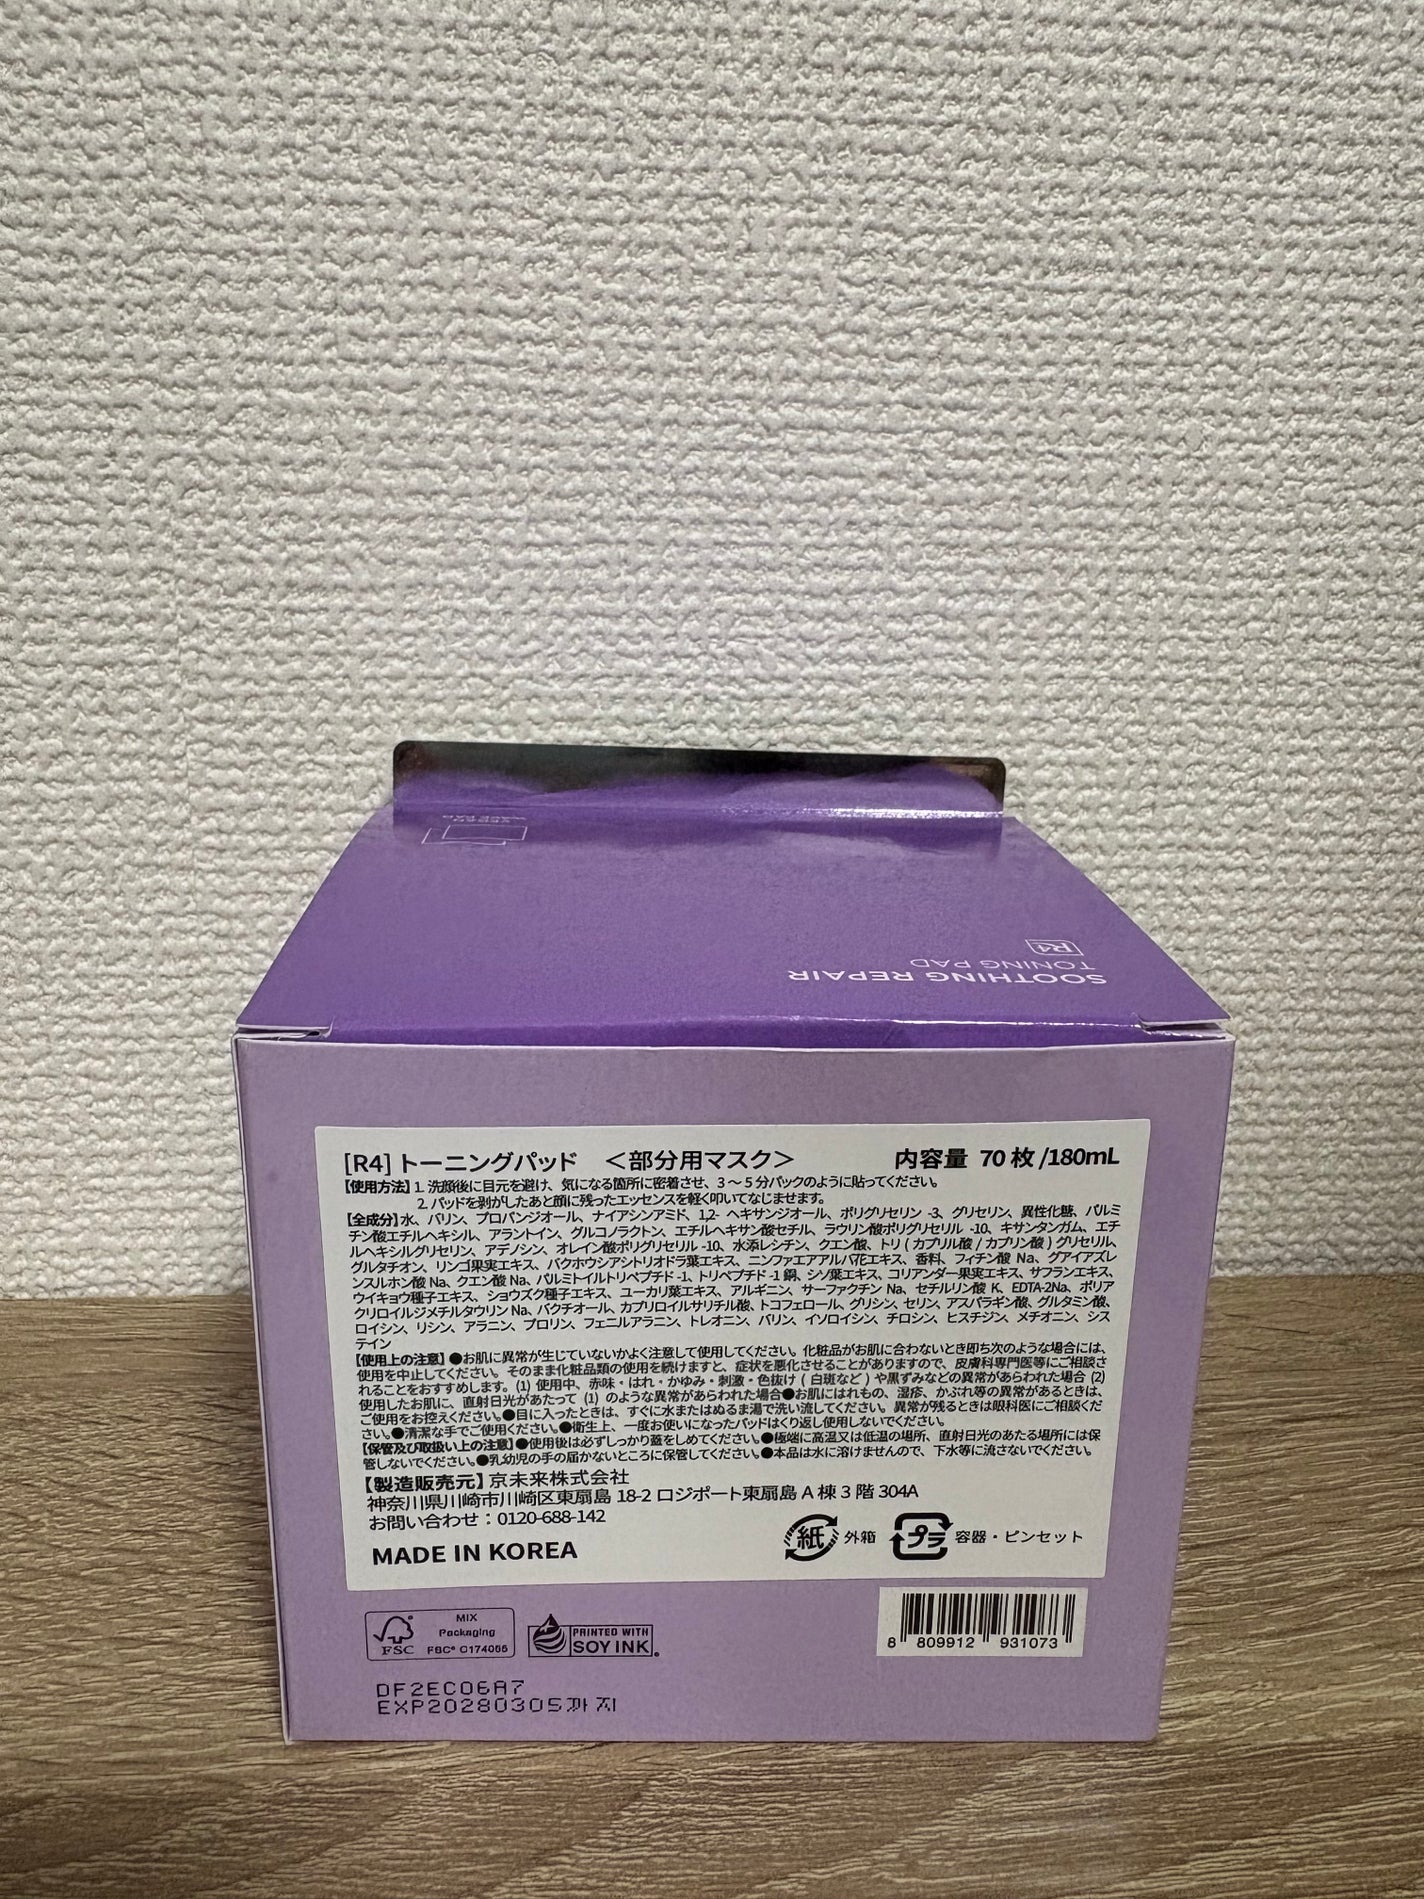 SOOTHING REPAIR
TONING PAD
R4
[R4] トーニングパッド ＜部分用マスク＞ 内容量 70 枚 /180mL
【使用方法】1. 洗顔後に目元を避け、気になる箇所に密着させ、3～5 分パックのように貼ってください。
2. パッドを剥がしたあと顔に残ったエッセンスを軽く叩いてなじませます。
【全成分】水、バリン、プロパンジオール、ナイアシンアミド、1,2- ヘキサンジオール、ポリグリセリン -3、グリセリン、異性化糖、パルミ
チン酸エチルヘキシル、アラントイン、グルコノラクトン、エチルヘキサン酸セチル、ラウリン酸ポリグリセリル -10、キサンタンガム、エチ
ルヘキシルグリセリン、アデノシン、オレイン酸ポリグリセリル -10、水添レシチン、クエン酸、トリ ( カプリル酸 / カプリン酸 ) グリセリル、
グルタチオン、リンゴ果実エキス、バクホウシアシトリオドラ葉エキス、ニンファエアアルバ花エキス、香料、フィチン酸 Na、グアイアズレ
ンスルホン酸 Na、クエン酸 Na、パルミトイルトリペプチド -1、トリペプチド -1 銅、シソ葉エキス、コリアンダー果実エキス、サフランエキス、
ウイキョウ種子エキス、ショウズク種子エキス、ユーカリ葉エキス、アルギニン、サーファクチン Na、セチルリン酸 K、EDTA-2Na、ポリア
クリロイルジメチルタウリン Na、バクチオール、カプリロイルサリチル酸、トコフェロール、グリシン、セリン、アスパラギン酸、グルタミン酸、
ロイシン、リシン、アラニン、プロリン、フェニルアラニン、トレオニン、バリン、イソロイシン、チロシン、ヒスチジン、メチオニン、シス
テイン
【使用上の注意】●お肌に異常が生じていないかよく注意して使用してください。化粧品がお肌に合わないとき即ち次のような場合には、
使用を中止してください。そのまま化粧品類の使用を続けますと、症状を悪化させることがありますので、皮膚科専門医等にご相談さ
れることをおすすめします。(1) 使用中、赤味・はれ・かゆみ・刺激・色抜け ( 白斑など ) や黒ずみなどの異常があらわれた場合 (2)
使用したお肌に、直射日光があたって (1) のような異常があらわれた場合●お肌にはれもの、湿疹、かぶれ等の異常があるときは、
ご使用をお控えください。●目に入ったときは、すぐに水またはぬるま湯で洗い流してください。異常が残るときは眼科医にご相談くだ
さい。●清潔な手でご使用ください。●衛生上、一度お使いになったパッドはくり返し使用しないでください。
【保管及び取扱い上の注意】●使用後は必ずしっかり蓋をしめてください。●極端に高温又は低温の場所、直射日光のあたる場所には保
管しないでください。●乳幼児の手の届かないところに保管してください。●本品は水に溶けませんので、下水等に流さないでください。
【製造販売元】京未来株式会社
神奈川県川崎市川崎区東扇島 18-2 ロジポート東扇島 A 棟 3 階 304A
お問い合わせ：0120-688-142
紙 外箱 プラ 容器・ピンセット
MADE IN KOREA
FSC
MIX
Packaging
FSC® C174055
PRINTED WITH
SOY INK
8 809912 931073
DF2EC06A7
EXP20280305까지